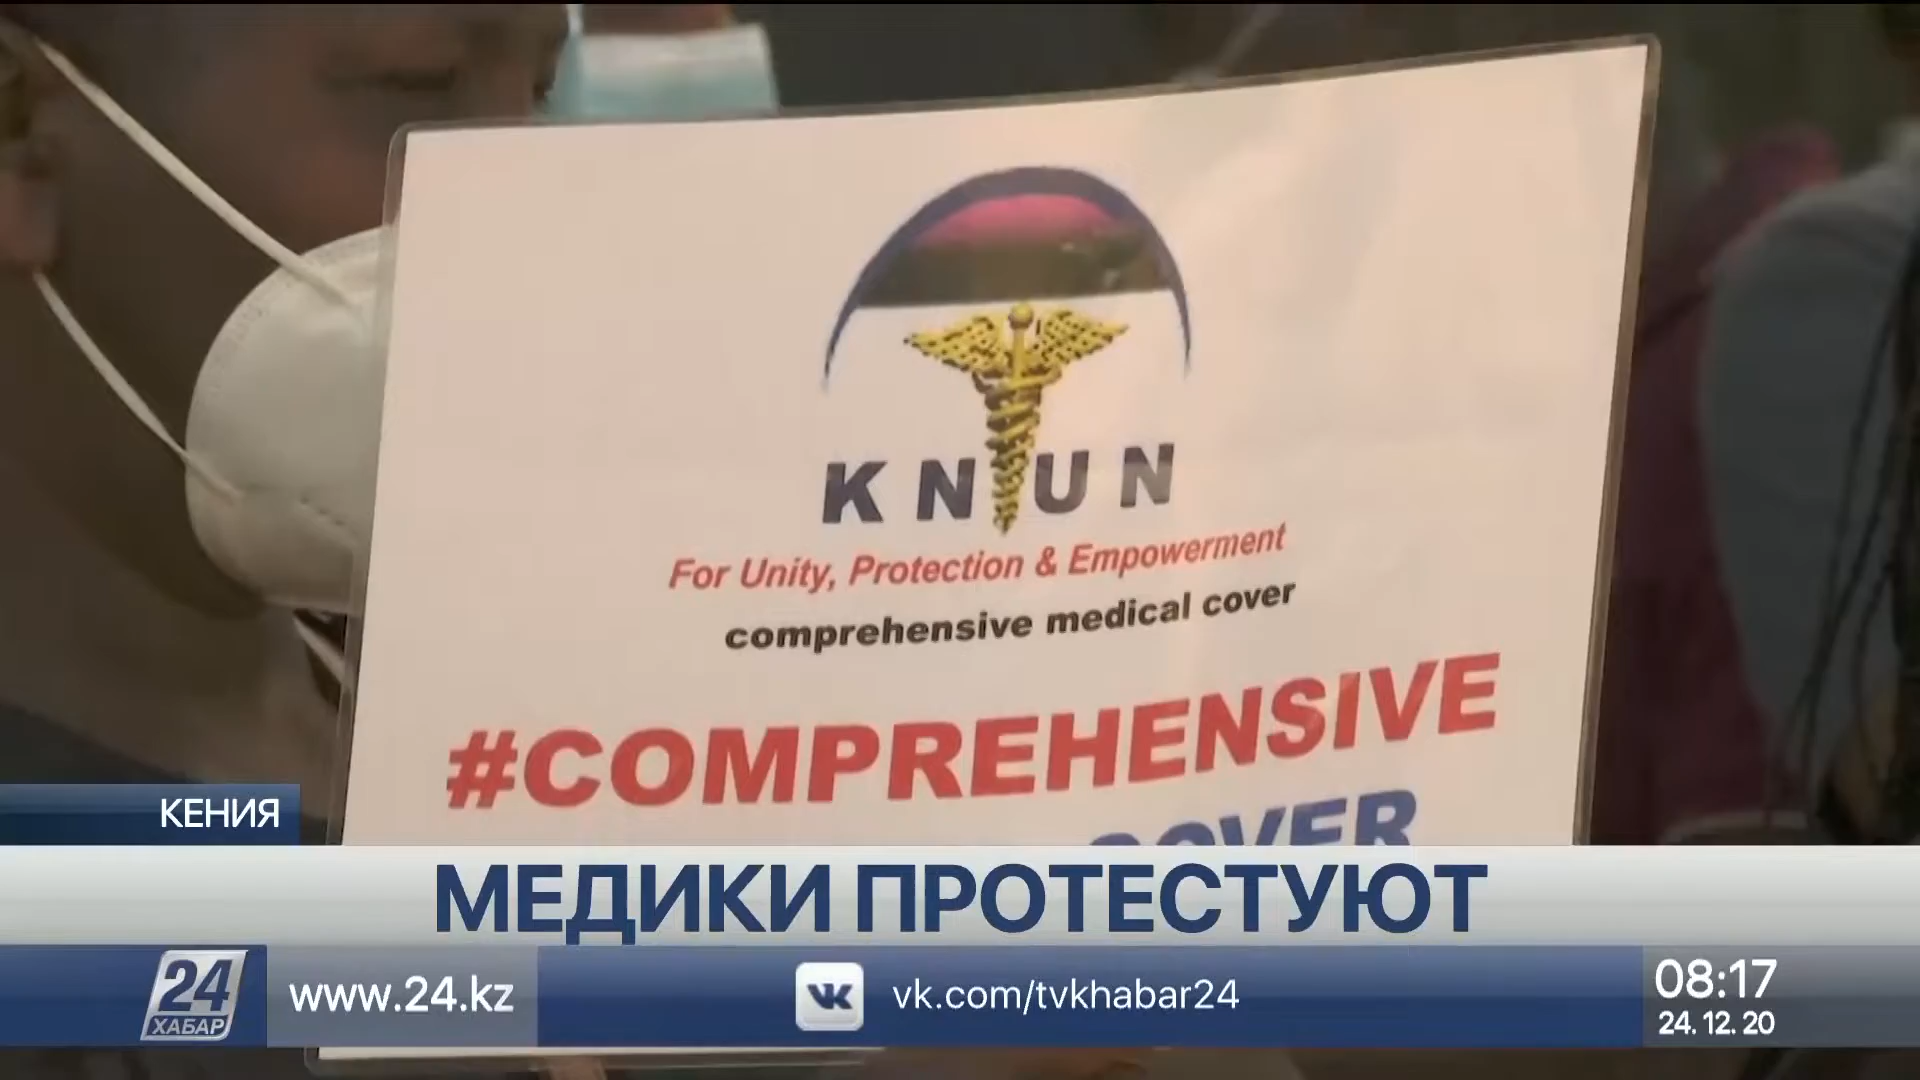 KNUN
For Unity, Protection & Empowerment
comprehensive medical cover
#COMPREHENSIVE
COVER
КЕНИЯ
МЕДИКИ ПРОТЕСТУЮТ
24
ХАБАР
www.24.kz
vk.com/tvkhabar24
08:17
24. 12. 20